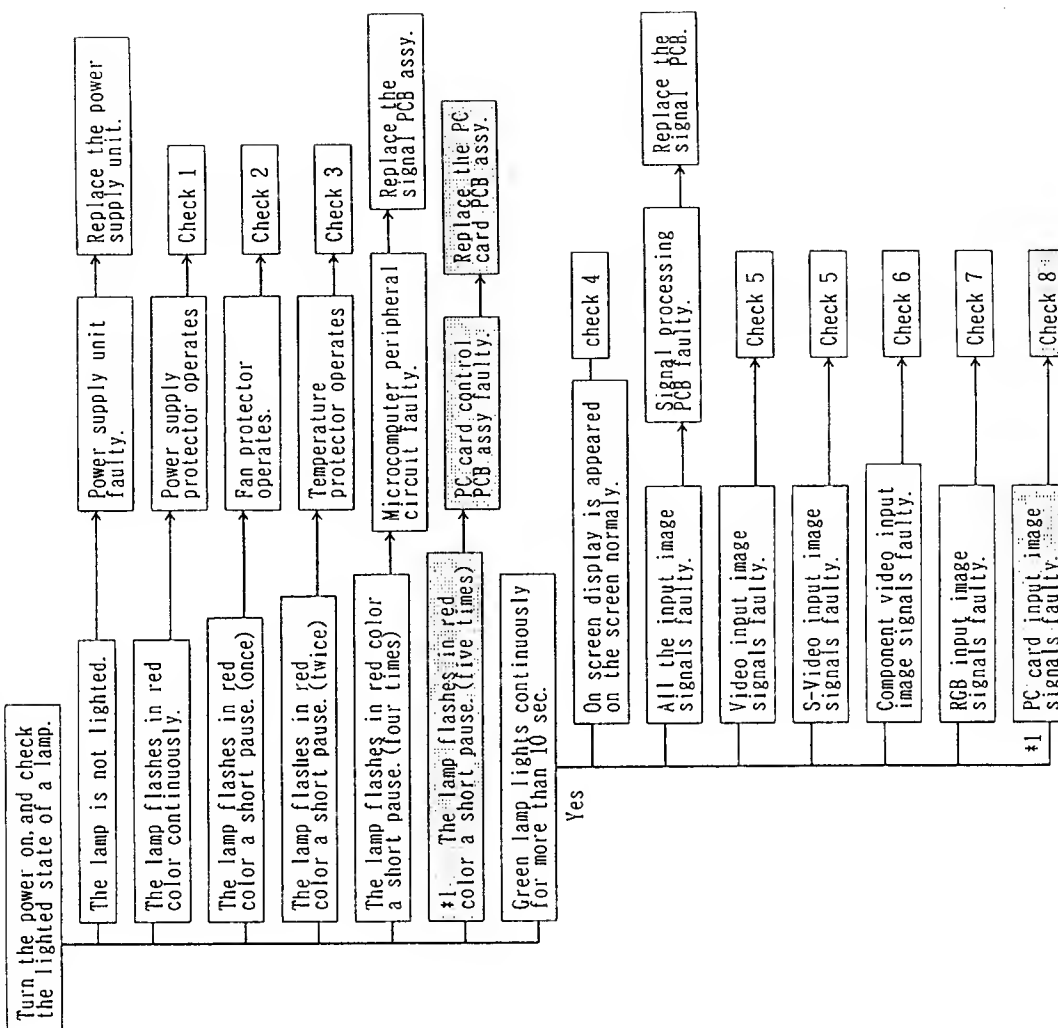 Turn the power on, and check
the lighted state of a lamp.
The lamp is not lighted.
Power supply unit
faulty.
Replace the power
supply unit.
The lamp flashes in red
color continuously.
Power supply
protector operates
Check 1
The lamp flashes in red
color a short pause. (once)
Fan protector
operates.
Check 2
The lamp flashes in red
color a short pause. (twice)
Temperature
protector operates
Check 3
The lamp flashes in red color
a short pause. (four times)
Microcomputer peripheral
circuit faulty.
Replace the
signal PCB assy.
*1 The lamp flashes in red
color a short pause. (five times)
PC card control
PCB assy faulty.
Replace the PC
card PCB assy.
Green lamp lights continuously
for more than 10 sec.
Yes
On screen display is appeared
on the screen normaly.
check 4
All the input image
signals faulty.
Signal processing
PCB faulty.
Replace the
signal PCB.
Video input image
signals faulty.
Check 5
S-Video input image
signals faulty.
Check 5
Component video input
image signals faulty.
Check 6
RGB input image
signals faulty.
Check 7
*1
PC card input image
signals faulty.
Check 8